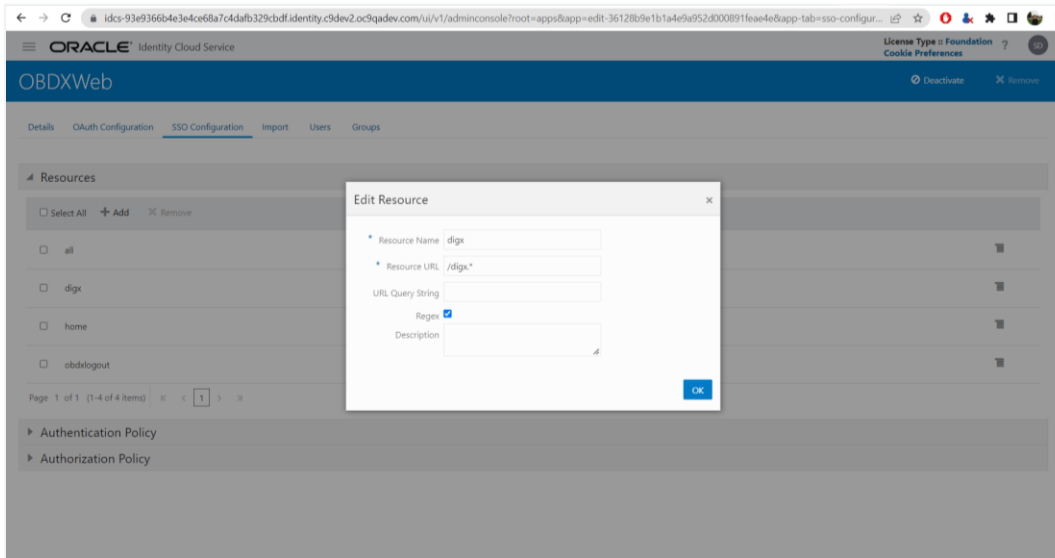 idcs-93e9366b4e3e4ce68a7c4dafb329cbdf.identity.c9dev2.oc9qadev.com/ui/v1/adminconsole?root=apps&app=edit-36128b9e1b1a4e9a952d000891feae4e&app-tab=sso-configur...
ORACLE Identity Cloud Service
License Type :: Foundation
Cookie Preferences
?
SD
OBDXWeb
Deactivate
Remove
Details OAuth Configuration SSO Configuration Import Users Groups
Resources
Select All Add Remove
all
digx
home
obdxlogout
Page 1 of 1 (1-4 of 4 items) 1
Authentication Policy
Authorization Policy
Edit Resource
* Resource Name digx
* Resource URL /digx.*
URL Query String
Regex
Description
OK